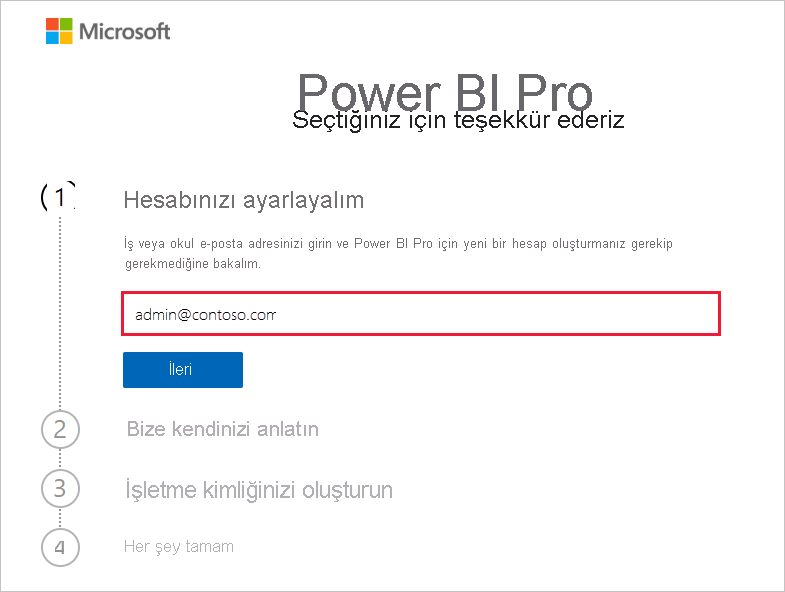 Microsoft
Power BI Pro
Seçtiğiniz için teşekkür ederiz
1
Hesabınızı ayarlayalım
İş veya okul e-posta adresinizi girin ve Power BI Pro için yeni bir hesap oluşturmanız gerekip
gerekmediğine bakalım.
admin@contoso.com
İleri
2 Bize kendinizi anlatın
3 İşletme kimliğinizi oluşturun
4 Her şey tamam